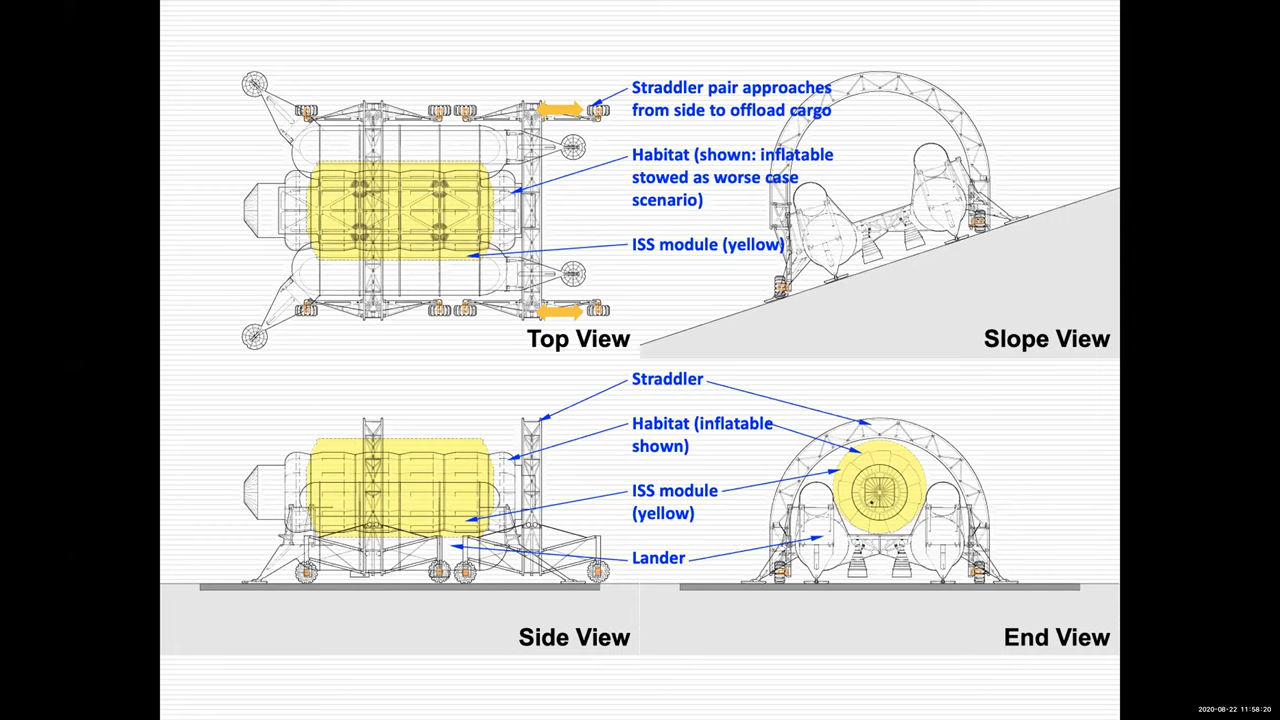 Straddler pair approaches
from side to offload cargo
Habitat (shown: inflatable
stowed as worse case
scenario)
ISS module (yellow)
Top View
Slope View
Straddler
Habitat (inflatable
shown)
ISS module
(yellow)
Lander
Side View
End View
2020-08-22 11:58:20